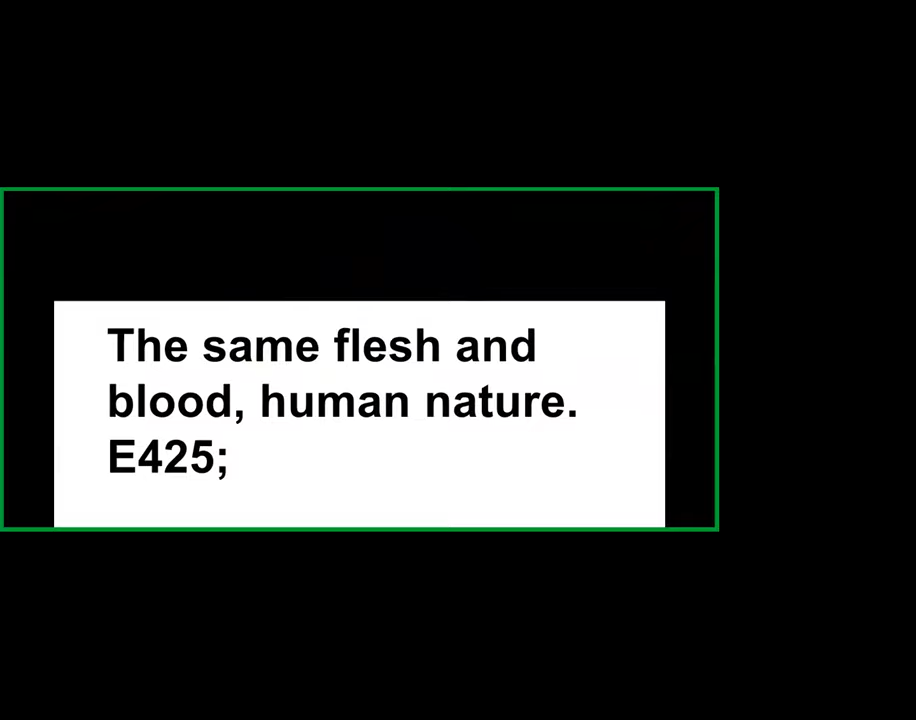 The same flesh and
blood, human nature.
E425;